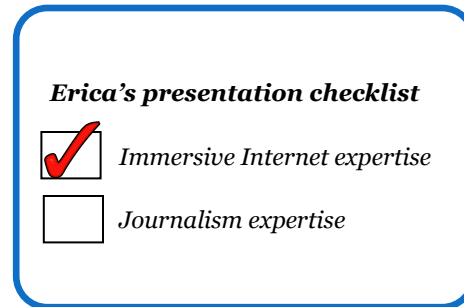 Erica’s presentation checklist
Immersive Internet expertise
Journalism expertise